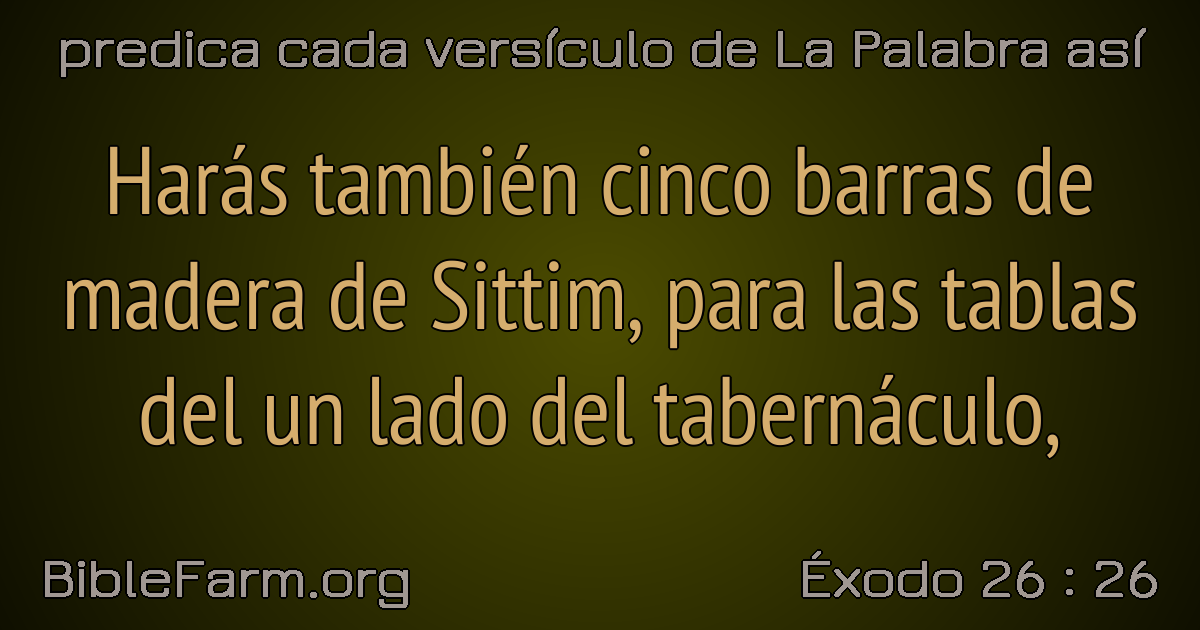 predica cada versículo de La Palabra así
Harás también cinco barras de
madera de Sittim, para las tablas
del un lado del tabernáculo,
BibleFarm.org
Éxodo 26 : 26